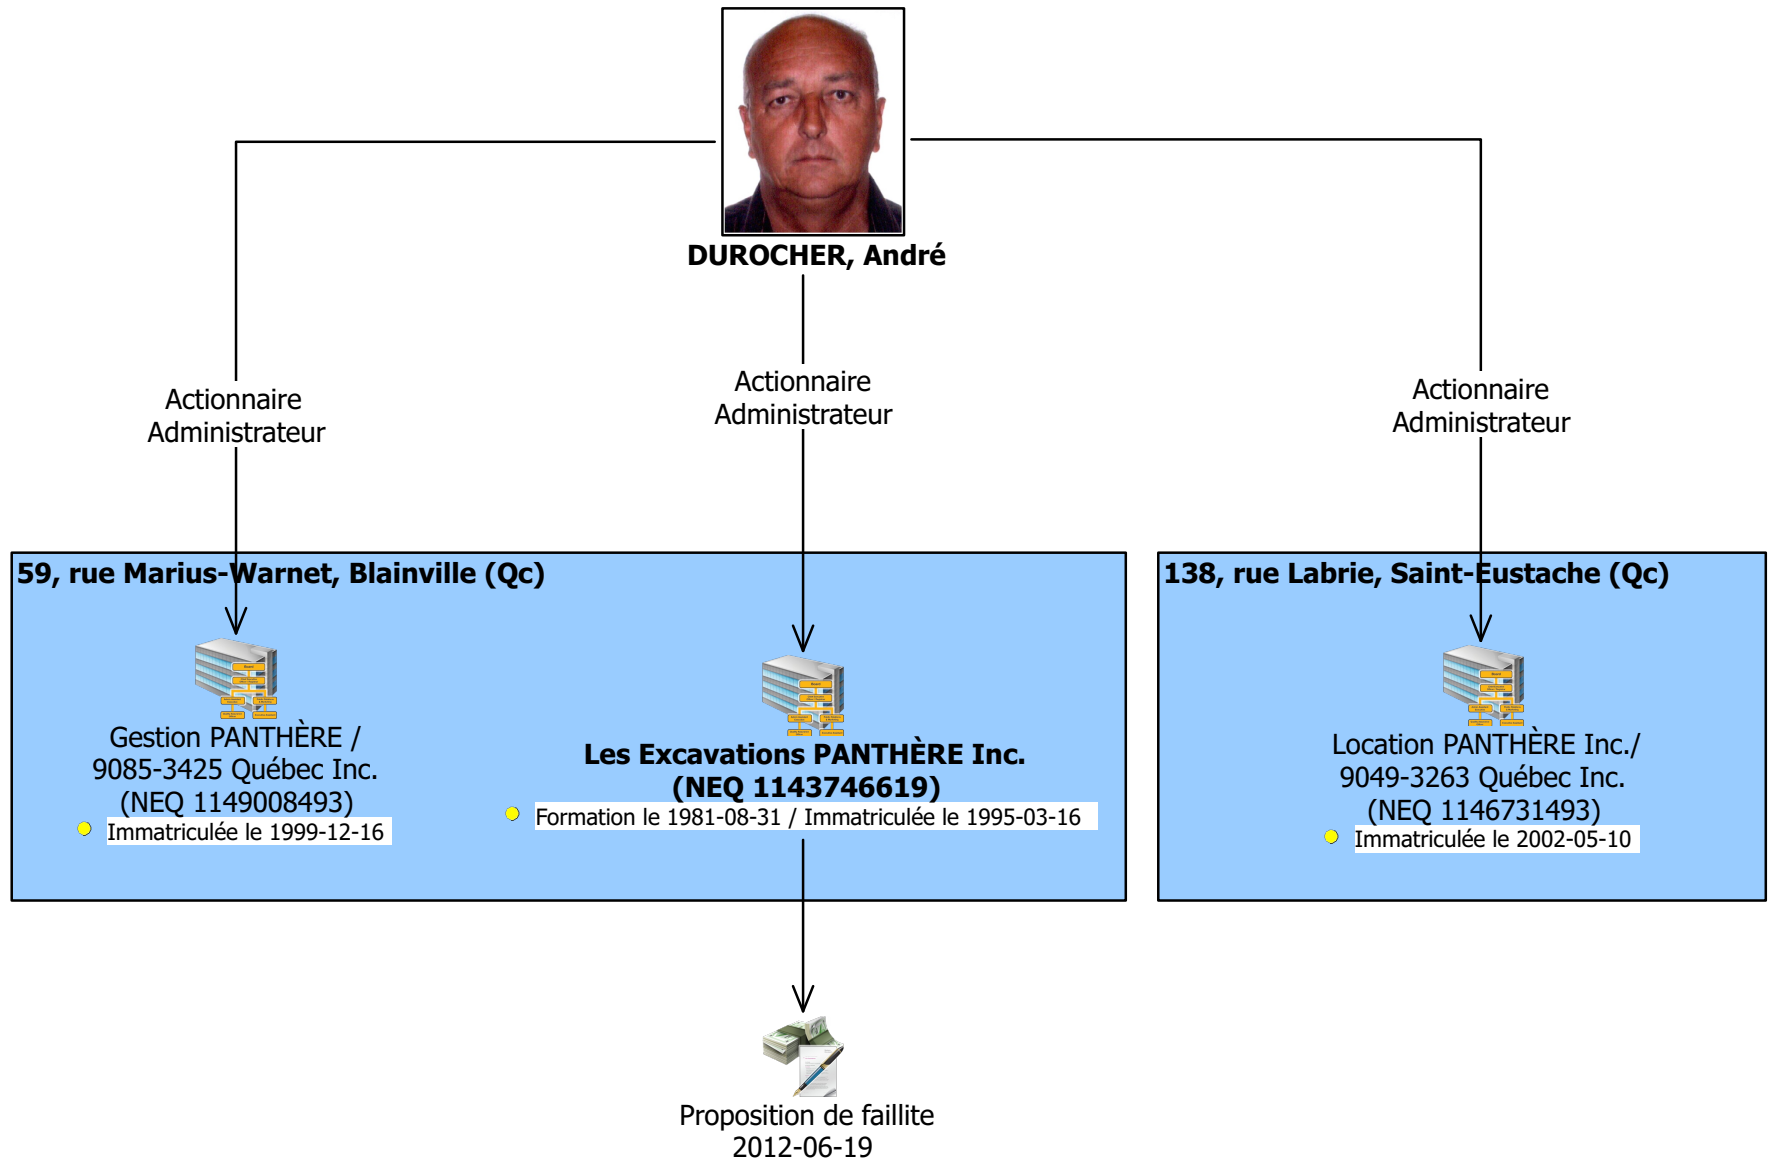 DUROCHER, André
Actionnaire
Administrateur
Actionnaire
Administrateur
Actionnaire
Administrateur
59, rue Marius-Warnet, Blainville (Qc)
Gestion PANTHÈRE /
9085-3425 Québec Inc.
(NEQ 1149008493)
Immatriculée le 1999-12-16
Les Excavations PANTHÈRE Inc.
(NEQ 1143746619)
Formation le 1981-08-31 / Immatriculée le 1995-03-16
138, rue Labrie, Saint-Eustache (Qc)
Location PANTHÈRE Inc./
9049-3263 Québec Inc.
(NEQ 1146731493)
Immatriculée le 2002-05-10
Proposition de faillite
2012-06-19